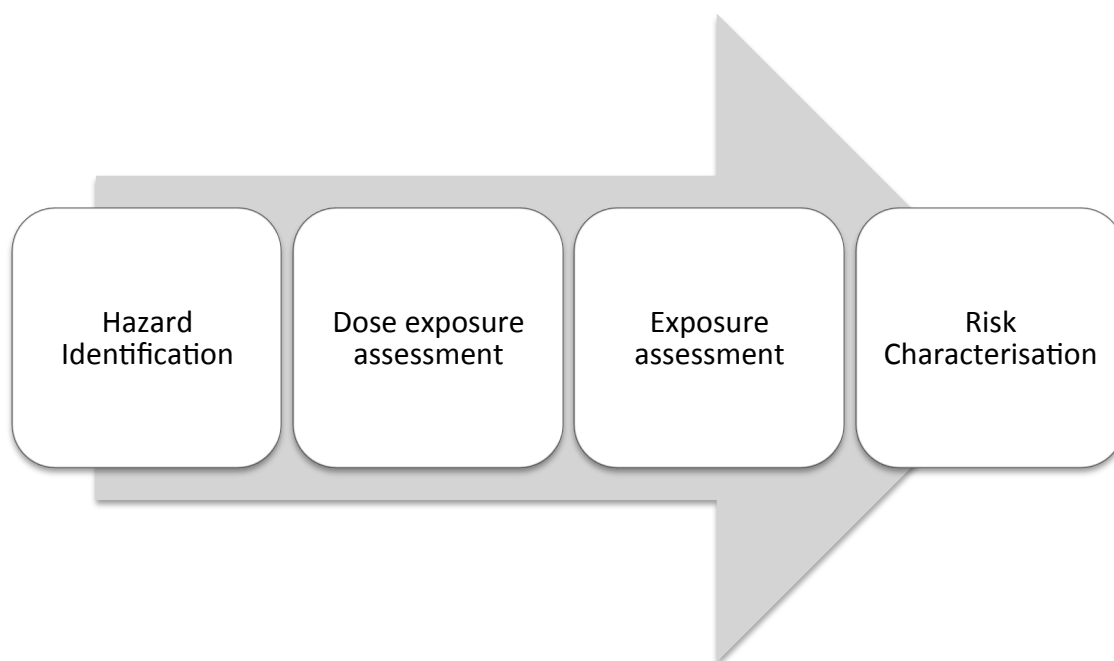 Hazard
Identification
Dose exposure
assessment
Exposure
assessment
Risk
Characterisation